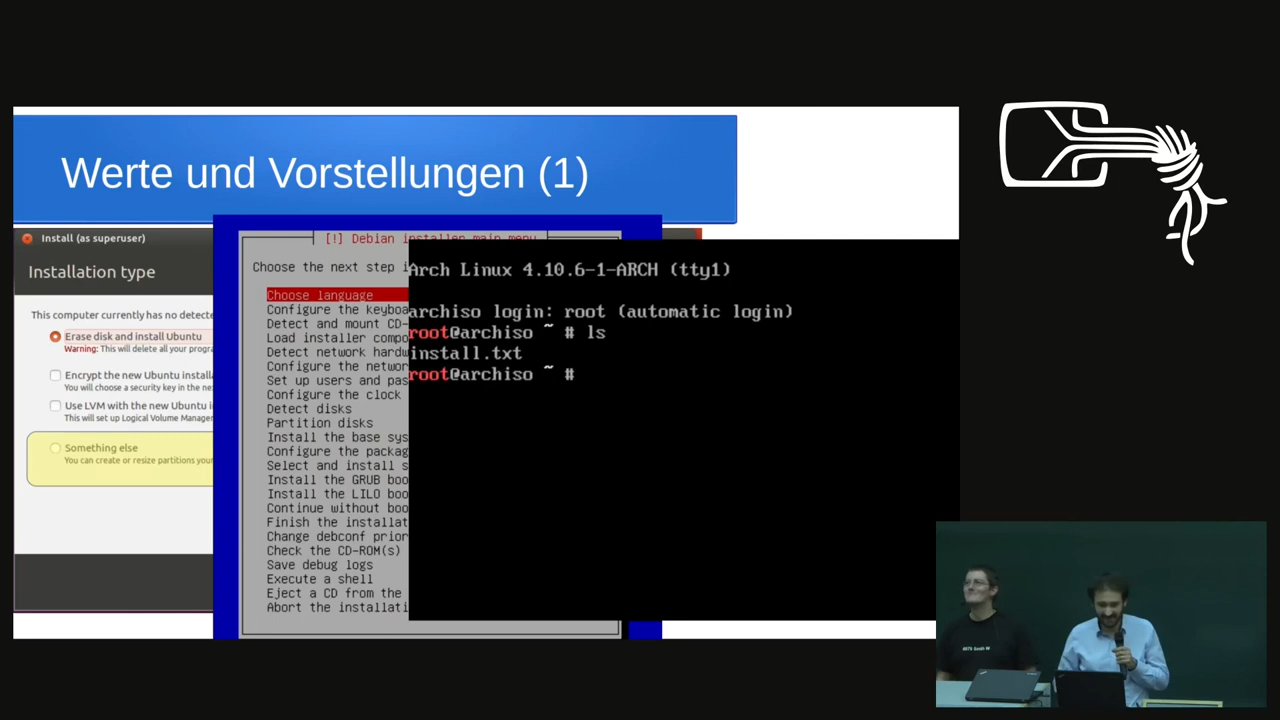 Werte und Vorstellungen (1)
Install (as superuser)
Installation type
This computer currently has no detecte
Erase disk and install Ubuntu
Warning: This will delete all your progra
Encrypt the new Ubuntu installa
You will choose a security key in the ne
Use LVM with the new Ubuntu i
This will set up Logical Volume Manager
Something else
You can create or resize partitions your
[!] Debian installer main menu
Choose the next step i
Choose language
Configure the keyboa
Detect and mount CD-
Load installer compo
Detect network hardw
Configure the networ
Set up users and pas
Configure the clock
Detect disks
Partition disks
Install the base sys
Configure the packag
Select and install s
Install the GRUB boo
Install the LILO boo
Continue without boo
Finish the installat
Change debconf prior
Check the CD-ROM(s)
Save debug logs
Execute a shell
Eject a CD from the
Abort the installati
Arch Linux 4.10.6-1-ARCH (tty1)
archiso login: root (automatic login)
root@archiso ~ # ls
install.txt
root@archiso ~ #